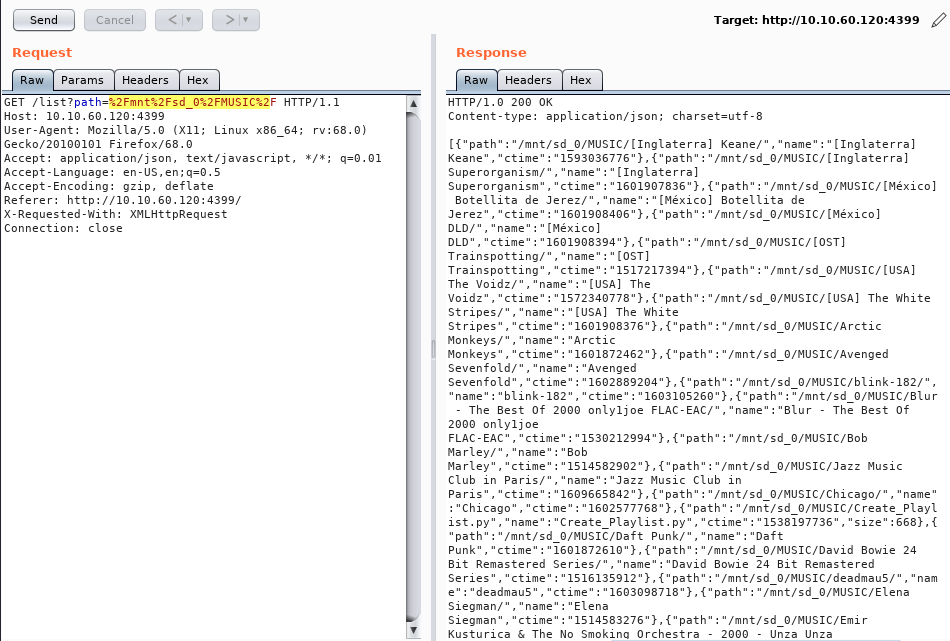 Send Cancel < | ▼ > | ▼ Target: http://10.10.60.120:4399
Request
Raw Params Headers Hex
GET /list?path=%2Fmnt%2Fsd_0%2FMUSIC%2F HTTP/1.1
Host: 10.10.60.120:4399
User-Agent: Mozilla/5.0 (X11; Linux x86_64; rv:68.0)
Gecko/20100101 Firefox/68.0
Accept: application/json, text/javascript, */*; q=0.01
Accept-Language: en-US,en;q=0.5
Accept-Encoding: gzip, deflate
Referer: http://10.10.60.120:4399/
X-Requested-With: XMLHttpRequest
Connection: close
Response
Raw Headers Hex
HTTP/1.0 200 OK
Content-type: application/json; charset=utf-8

[{"path":"/mnt/sd_0/MUSIC/[Inglaterra] Keane/","name":"[Inglaterra]
Keane","ctime":"1593036776"},{"path":"/mnt/sd_0/MUSIC/[Inglaterra]
Superorganism/","name":"[Inglaterra]
Superorganism","ctime":"1601907836"},{"path":"/mnt/sd_0/MUSIC/[México]
Botellita de Jerez/","name":"[México] Botellita de
Jerez","ctime":"1601908406"},{"path":"/mnt/sd_0/MUSIC/[México]
DLD/","name":"[México]
DLD","ctime":"1601908394"},{"path":"/mnt/sd_0/MUSIC/[OST]
Trainspotting/","name":"[OST]
Trainspotting","ctime":"1517217394"},{"path":"/mnt/sd_0/MUSIC/[USA]
The Voidz/","name":"[USA] The
Voidz","ctime":"1572340778"},{"path":"/mnt/sd_0/MUSIC/[USA] The White
Stripes/","name":"[USA] The White
Stripes","ctime":"1601908376"},{"path":"/mnt/sd_0/MUSIC/Arctic
Monkeys/","name":"Arctic
Monkeys","ctime":"1601872462"},{"path":"/mnt/sd_0/MUSIC/Avenged
Sevenfold/","name":"Avenged
Sevenfold","ctime":"1602889204"},{"path":"/mnt/sd_0/MUSIC/blink-182/",
"name":"blink-182","ctime":"1603105260"},{"path":"/mnt/sd_0/MUSIC/Blur
- The Best Of 2000 only1joe FLAC-EAC/","name":"Blur - The Best Of
2000 only1joe
FLAC-EAC","ctime":"1530212994"},{"path":"/mnt/sd_0/MUSIC/Bob
Marley/","name":"Bob
Marley","ctime":"1514582902"},{"path":"/mnt/sd_0/MUSIC/Jazz Music
Club in Paris/","name":"Jazz Music Club in
Paris","ctime":"1609665842"},{"path":"/mnt/sd_0/MUSIC/Chicago/","name"
:"Chicago","ctime":"1602577768"},{"path":"/mnt/sd_0/MUSIC/Create_Playl
ist.py","name":"Create_Playlist.py","ctime":"1538197736","size":668},{
"path":"/mnt/sd_0/MUSIC/Daft Punk/","name":"Daft
Punk","ctime":"1601872610"},{"path":"/mnt/sd_0/MUSIC/David Bowie 24
Bit Remastered Series/","name":"David Bowie 24 Bit Remastered
Series","ctime":"1516135912"},{"path":"/mnt/sd_0/MUSIC/deadmau5/","nam
e":"deadmau5","ctime":"1603098718"},{"path":"/mnt/sd_0/MUSIC/Elena
Siegman/","name":"Elena
Siegman","ctime":"1514583276"},{"path":"/mnt/sd_0/MUSIC/Emir
Kusturica & The No Smoking Orchestra - 2000 - Unza Unza